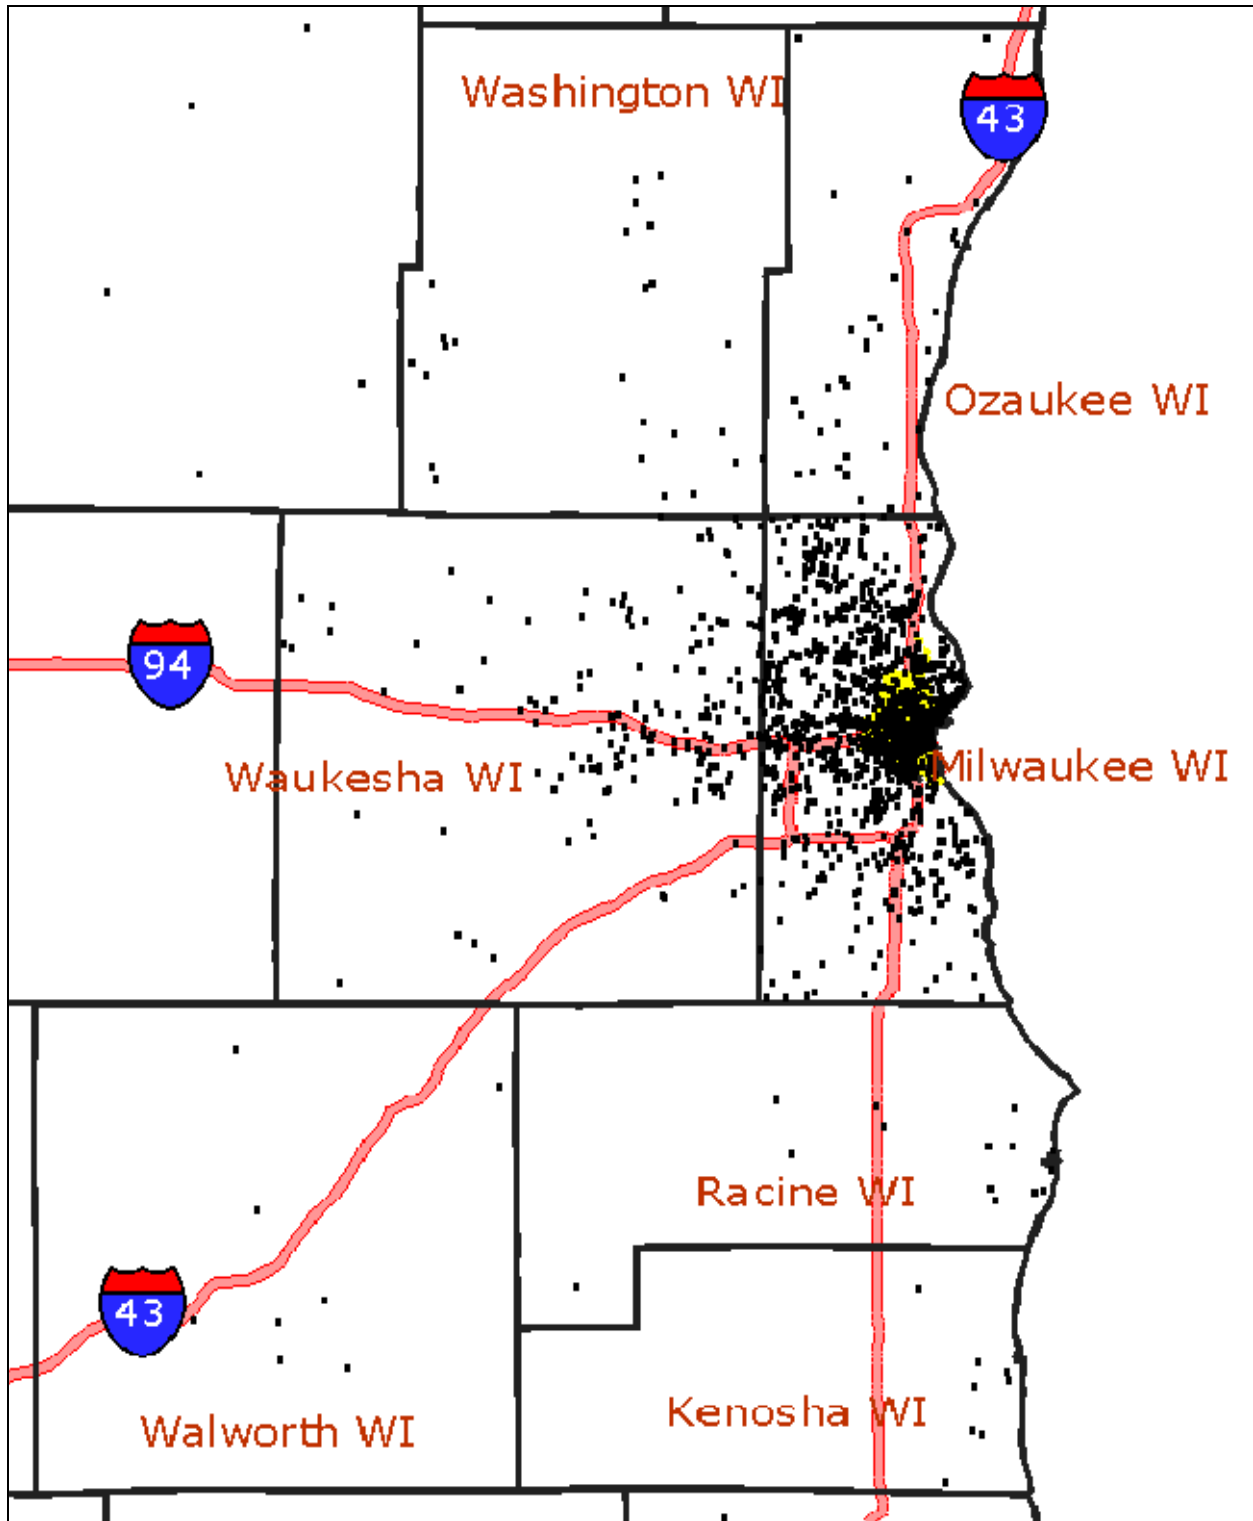 Washington WI
43
Ozaukee WI
94
Waukesha WI
Milwaukee WI
Racine WI
43
Kenosha WI
Walworth WI